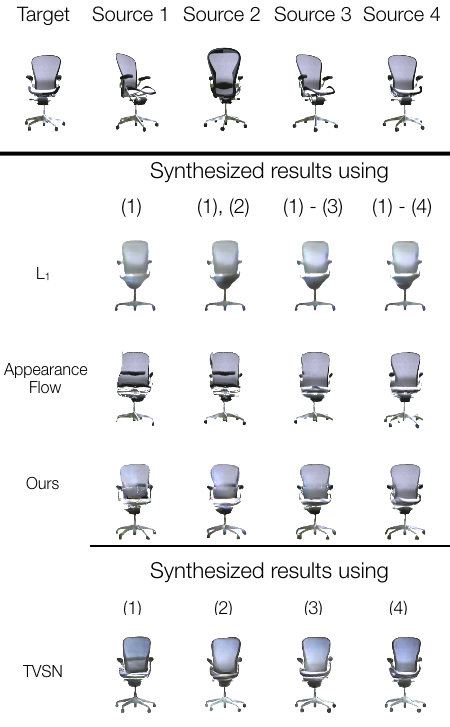 Target Source 1 Source 2 Source 3 Source 4
Synthesized results using
(1) (1), (2) (1) - (3) (1) - (4)
L₁
Appearance
Flow
Ours
Synthesized results using
(1) (2) (3) (4)
TVSN